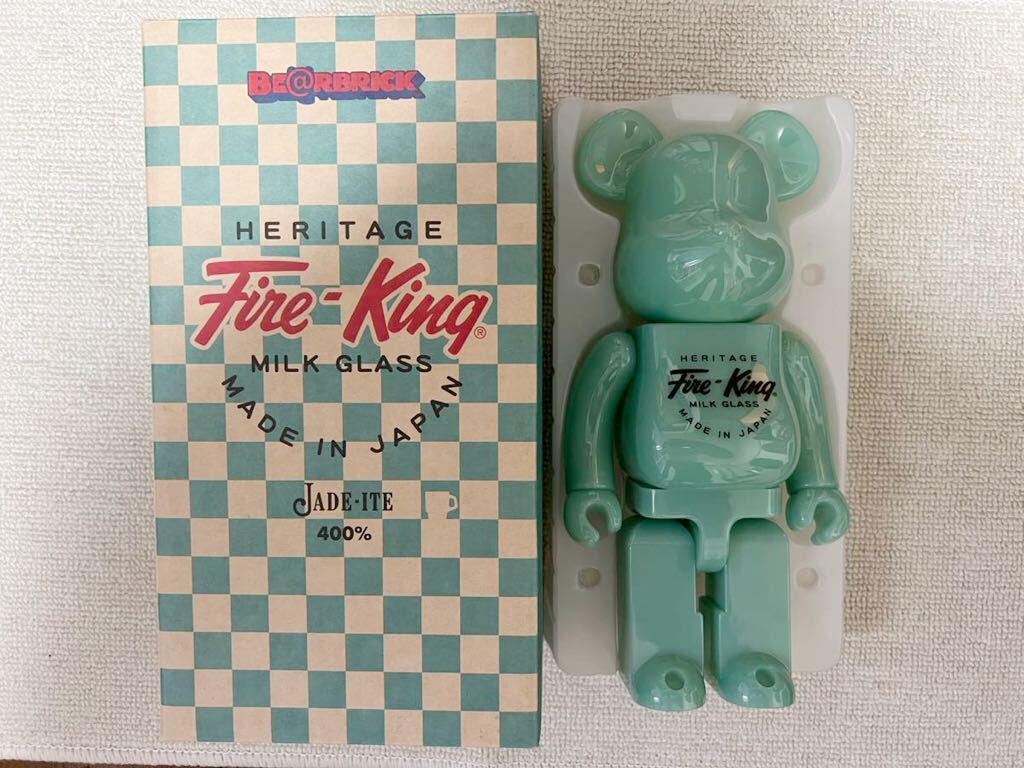 BE@RBRICK
HERITAGE
Fire-King®
MILK GLASS
MADE IN JAPAN
JADE-ITE
400%
HERITAGE
Fire-King®
MILK GLASS
MADE IN JAPAN